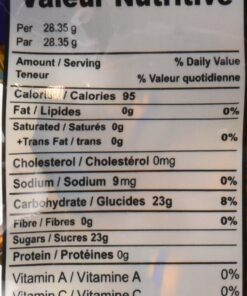 Valeur Nutritive
Per 28.35 g
Par 28.35 g
Amount / Serving % Daily Value
Teneur % Valeur quotidienne
Calories / Calories 95
Fat / Lipides 0g 0%
Saturated / Saturés 0g 0%
+Trans Fat / trans 0g
Cholesterol / Cholestérol 0mg
Sodium / Sodium 9mg 0%
Carbohydrate / Glucides 23g 8%
Fibre / Fibres 0g 0%
Sugars / Sucres 23g
Protein / Protéines 0g
Vitamin A / Vitamine A 0%
Vitamin C / Vitamine C 0%